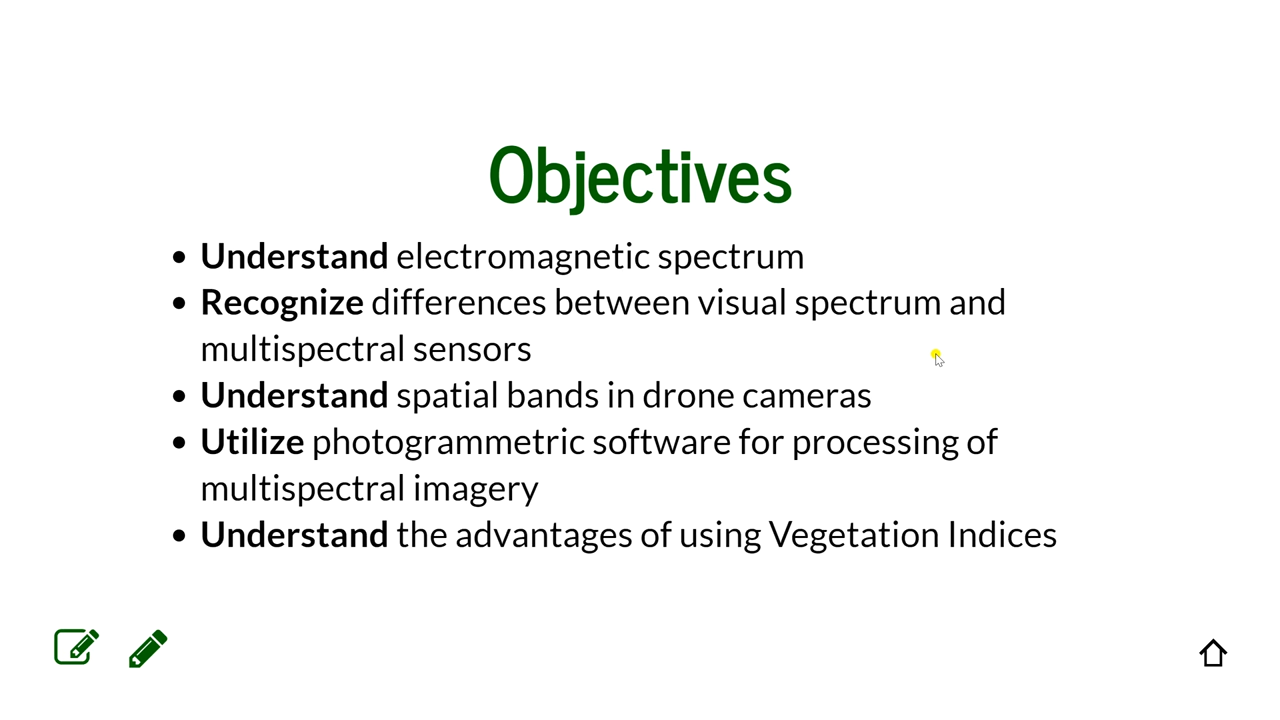 Objectives
• Understand electromagnetic spectrum
• Recognize differences between visual spectrum and
multispectral sensors
• Understand spatial bands in drone cameras
• Utilize photogrammetric software for processing of
multispectral imagery
• Understand the advantages of using Vegetation Indices